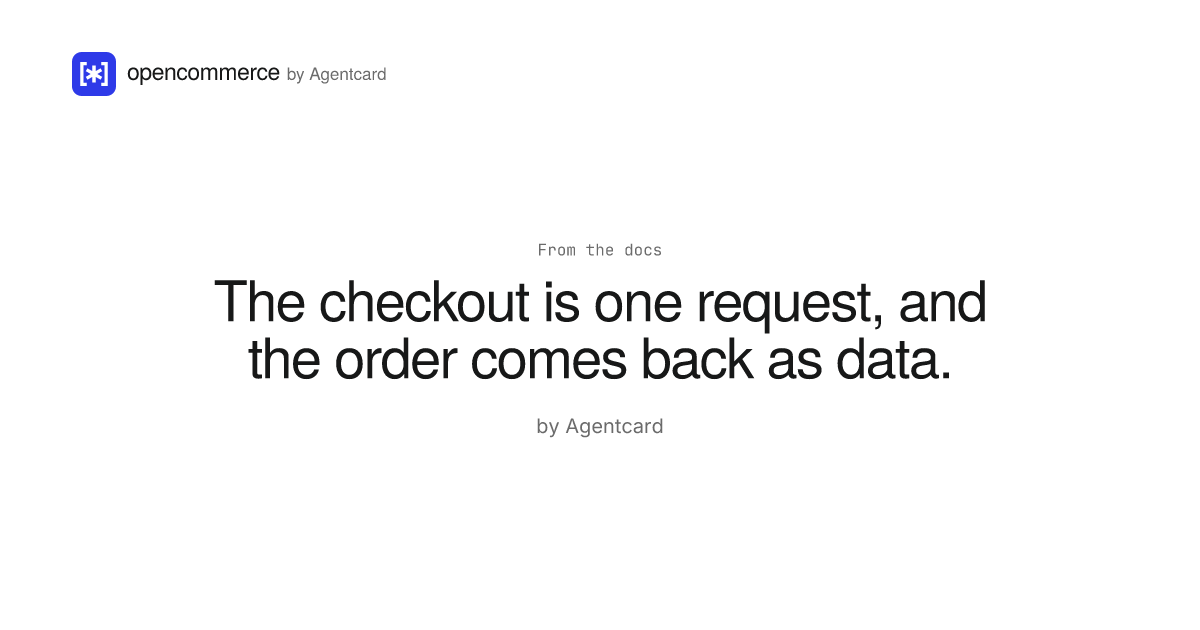 [*] opencommerce by Agentcard
From the docs
The checkout is one request, and
the order comes back as data.
by Agentcard